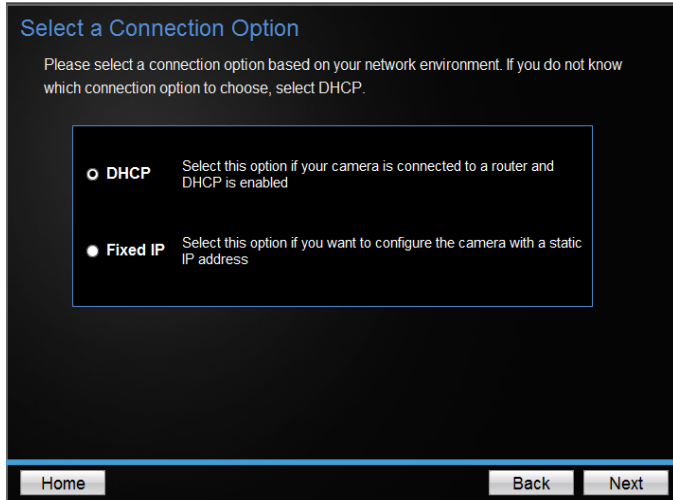 Select a Connection Option
Please select a connection option based on your network environment. If you do not know
which connection option to choose, select DHCP.
DHCP
Select this option if your camera is connected to a router and
DHCP is enabled
Fixed IP
Select this option if you want to configure the camera with a static
IP address
Home
Back
Next